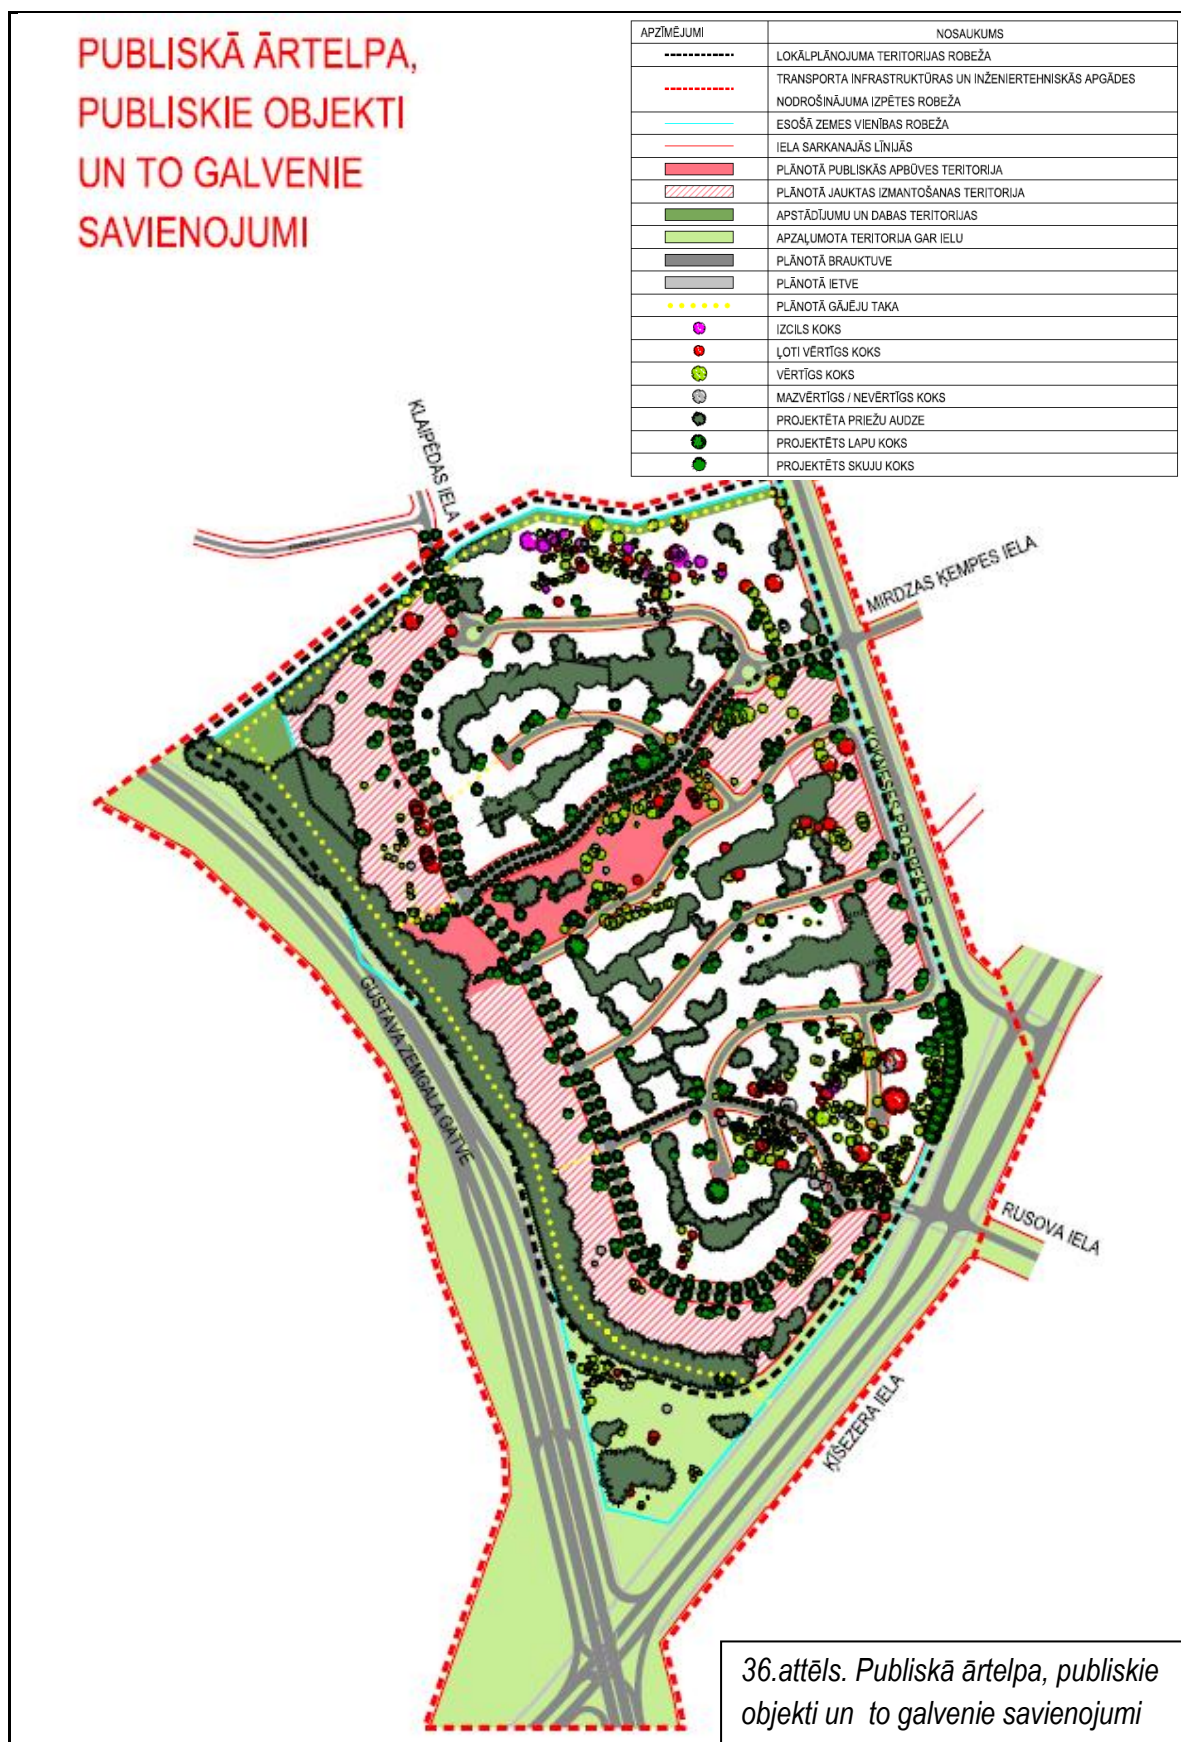 PUBLISKĀ ĀRTELPA,
PUBLISKIE OBJEKTI
UN TO GALVENIE
SAVIENOJUMI
APZĪMĒJUMI NOSAUKUMS
LOKĀLPLĀNOJUMA TERITORIJAS ROBEŽA
TRANSPORTA INFRASTRUKTŪRAS UN INŽENIERTEHNISKĀS APGĀDES
NODROŠINĀJUMA IZPĒTES ROBEŽA
ESOŠĀ ZEMES VIENĪBAS ROBEŽA
IELA SARKANAJĀS LĪNIJĀS
PLĀNOTĀ PUBLISKĀS APBŪVES TERITORIJA
PLĀNOTĀ JAUKTAS IZMANTOŠANAS TERITORIJA
APSTĀDĪJUMU UN DABAS TERITORIJAS
APZAĻUMOTA TERITORIJA GAR IELU
PLĀNOTĀ BRAUKTUVE
PLĀNOTĀ IETVE
PLĀNOTĀ GĀJĒJU TAKA
IZCILS KOKS
ĻOTI VĒRTĪGS KOKS
VĒRTĪGS KOKS
MAZVĒRTĪGS / NEVĒRTĪGS KOKS
PROJEKTĒTA PRIEŽU AUDZE
PROJEKTĒTS LAPU KOKS
PROJEKTĒTS SKUJU KOKS
KLAIPĒDAS IELA
MIRDZAS ĶEMPES IELA
KOKNESES PROSPEKTS
GUSTAVA ZEMGALA GATVE
RUSOVA IELA
ĶĪŠEZERA IELA
36.attēls. Publiskā ārtelpa, publiskie
objekti un to galvenie savienojumi